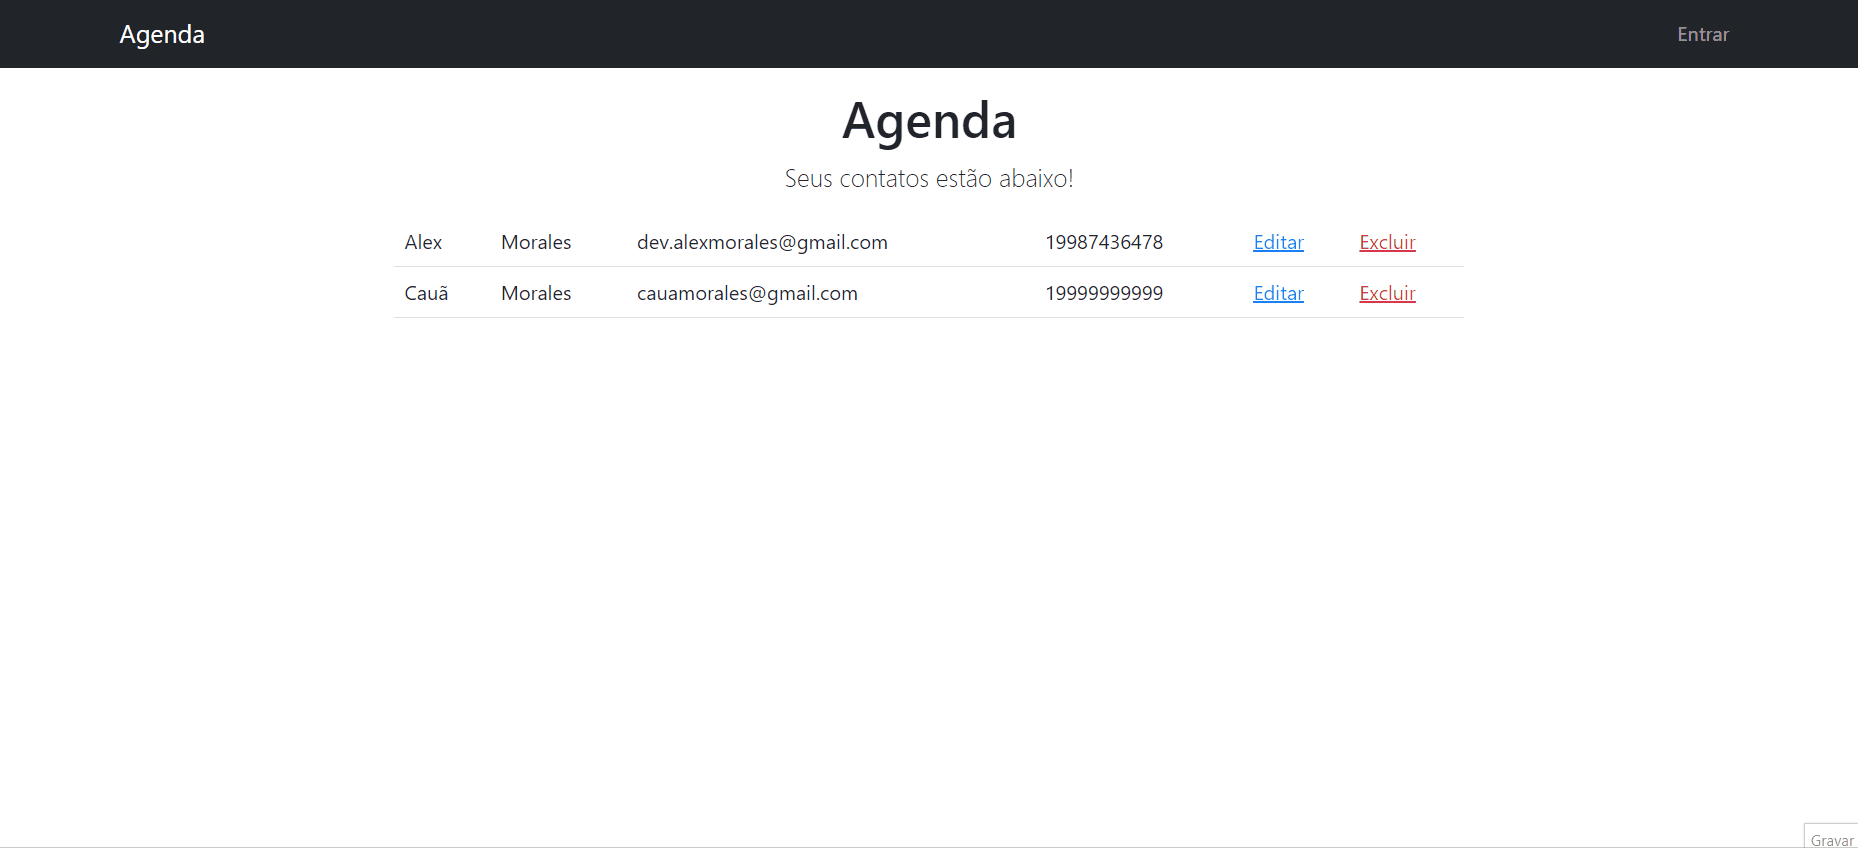 Agenda Entrar
Agenda
Seus contatos estão abaixo!
Alex Morales dev.alexmorales@gmail.com 19987436478 Editar Excluir
Cauã Morales cauamorales@gmail.com 19999999999 Editar Excluir
Gravar